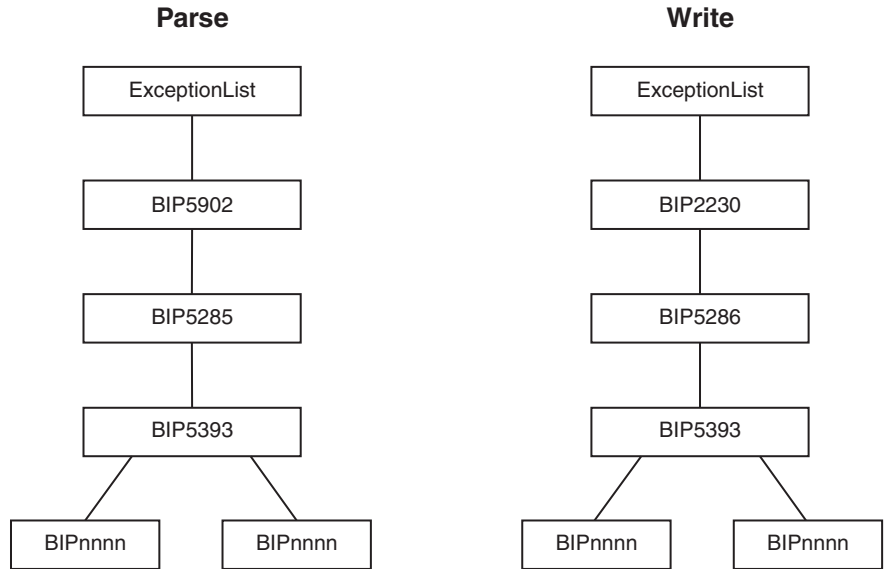 Parse
Write
ExceptionList
ExceptionList
BIP5902
BIP2230
BIP5285
BIP5286
BIP5393
BIP5393
BIPnnnn
BIPnnnn
BIPnnnn
BIPnnnn